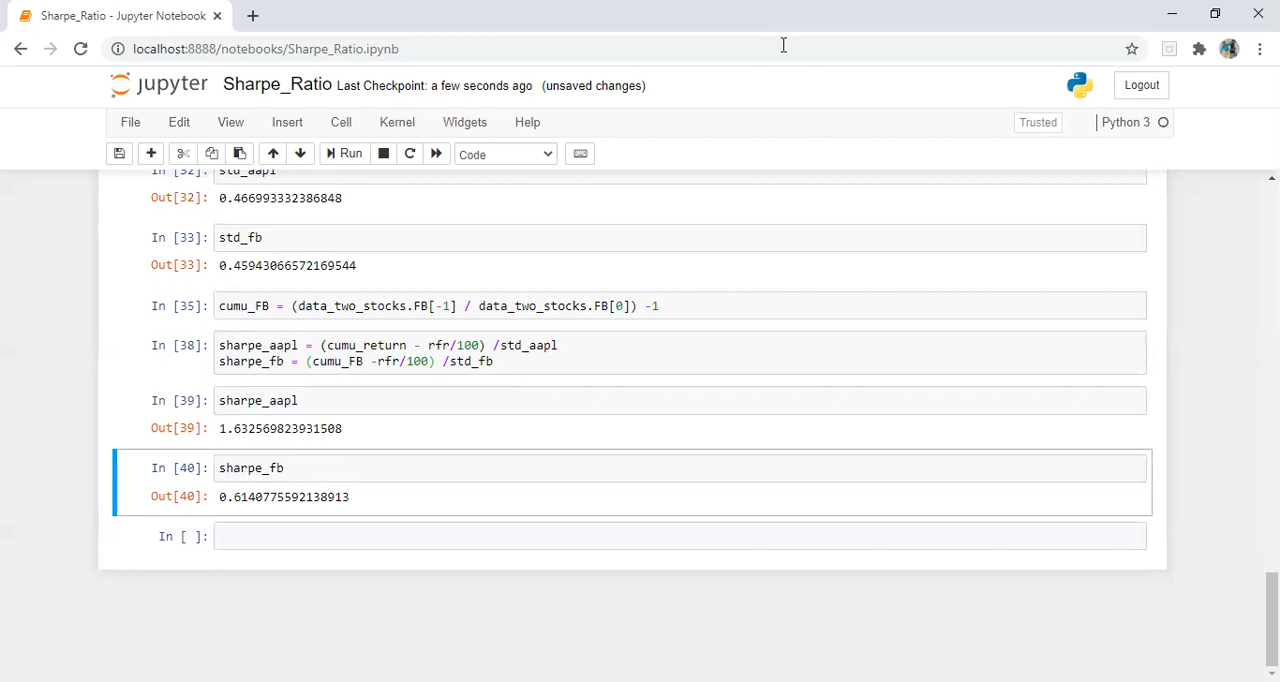 Sharpe_Ratio - Jupyter Notebook
localhost:8888/notebooks/Sharpe_Ratio.ipynb
jupyter Sharpe_Ratio Last Checkpoint: a few seconds ago (unsaved changes) Logout
File Edit View Insert Cell Kernel Widgets Help Trusted Python 3
Run Code
In [32]: std_aapl
Out[32]: 0.466993332386848
In [33]: std_fb
Out[33]: 0.45943066572169544
In [35]: cumu_FB = (data_two_stocks.FB[-1] / data_two_stocks.FB[0]) -1
In [38]: sharpe_aapl = (cumu_return - rfr/100) /std_aapl
sharpe_fb = (cumu_FB -rfr/100) /std_fb
In [39]: sharpe_aapl
Out[39]: 1.632569823931508
In [40]: sharpe_fb
Out[40]: 0.6140775592138913
In [ ]: